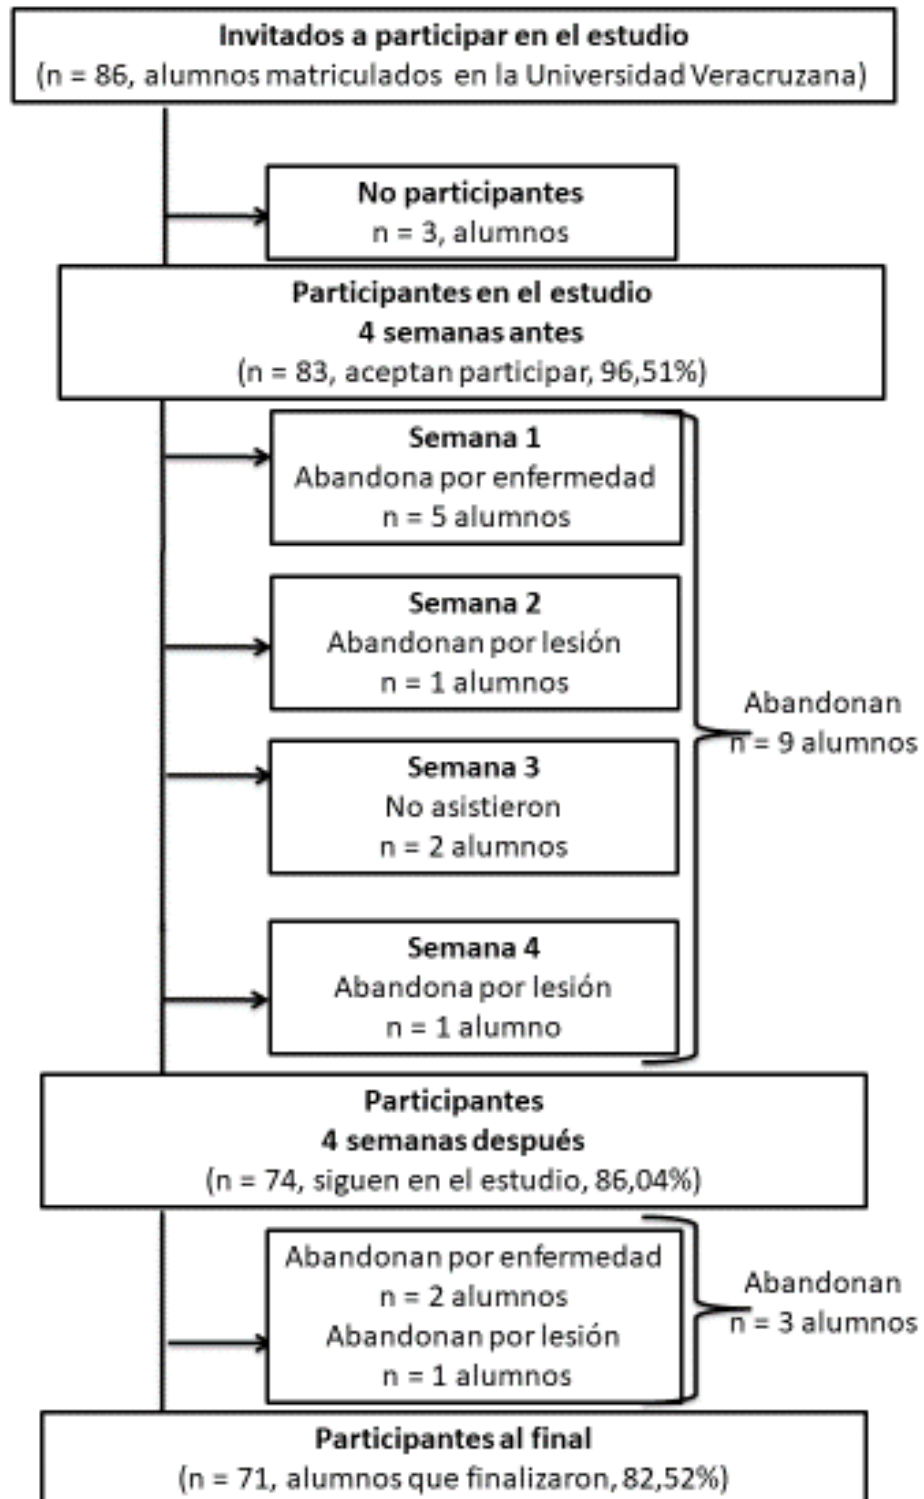 Invitados a participar en el estudio
(n = 86, alumnos matriculados en la Universidad Veracruzana)
No participantes
n = 3, alumnos
Participantes en el estudio
4 semanas antes
(n = 83, aceptan participar, 96,51%)
Semana 1
Abandona por enfermedad
n = 5 alumnos
Semana 2
Abandonan por lesión
n = 1 alumnos
Abandonan
n = 9 alumnos
Semana 3
No asistieron
n = 2 alumnos
Semana 4
Abandona por lesión
n = 1 alumno
Participantes
4 semanas después
(n = 74, siguen en el estudio, 86,04%)
Abandonan por enfermedad
n = 2 alumnos
Abandonan por lesión
n = 1 alumnos
Abandonan
n = 3 alumnos
Participantes al final
(n = 71, alumnos que finalizaron, 82,52%)